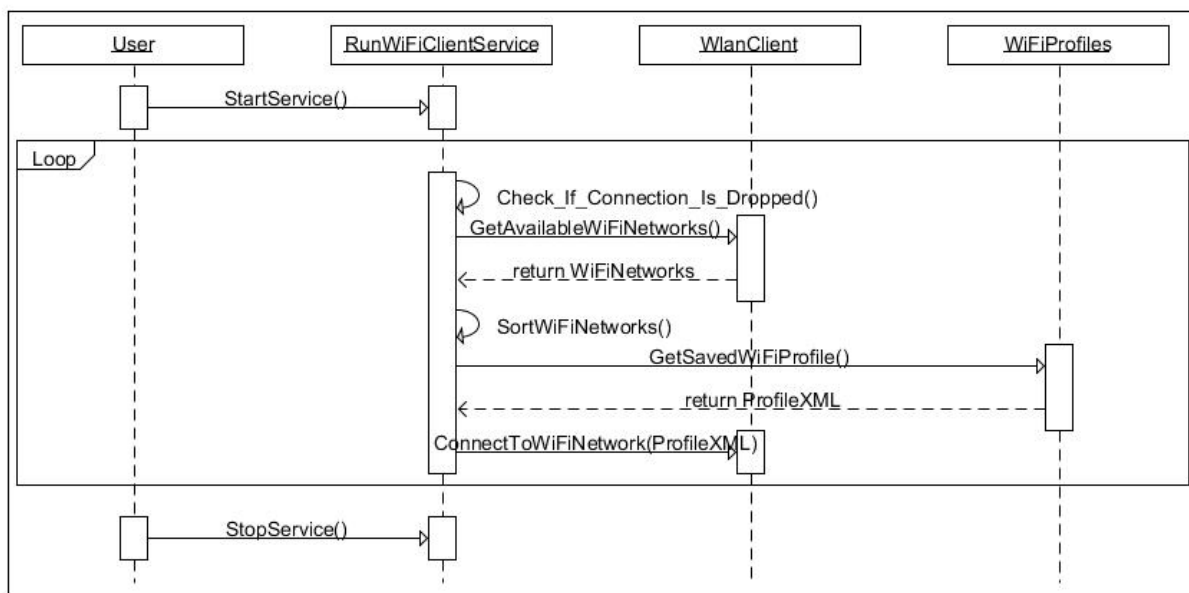 User
RunWiFiClientService
WlanClient
WiFiProfiles
StartService()
Loop
Check_If_Connection_Is_Dropped()
GetAvailableWiFiNetworks()
return WiFiNetworks
SortWiFiNetworks()
GetSavedWiFiProfile()
return ProfileXML
ConnectToWiFiNetwork(ProfileXML)
StopService()